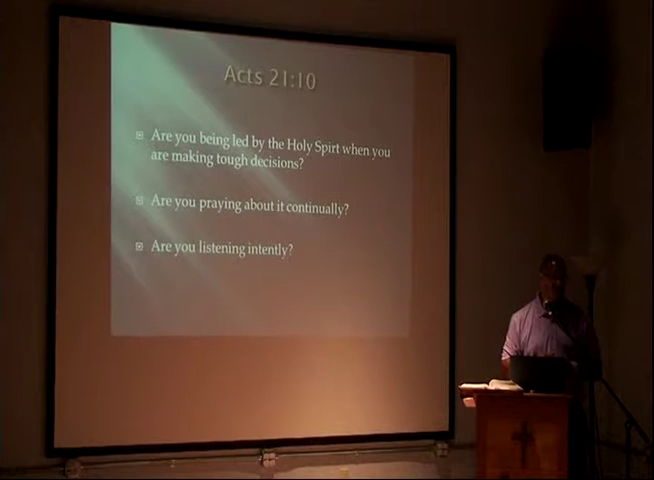 Acts 21:10
Are you being led by the Holy Spirt when you
are making tough decisions?
Are you praying about it continually?
Are you listening intently?